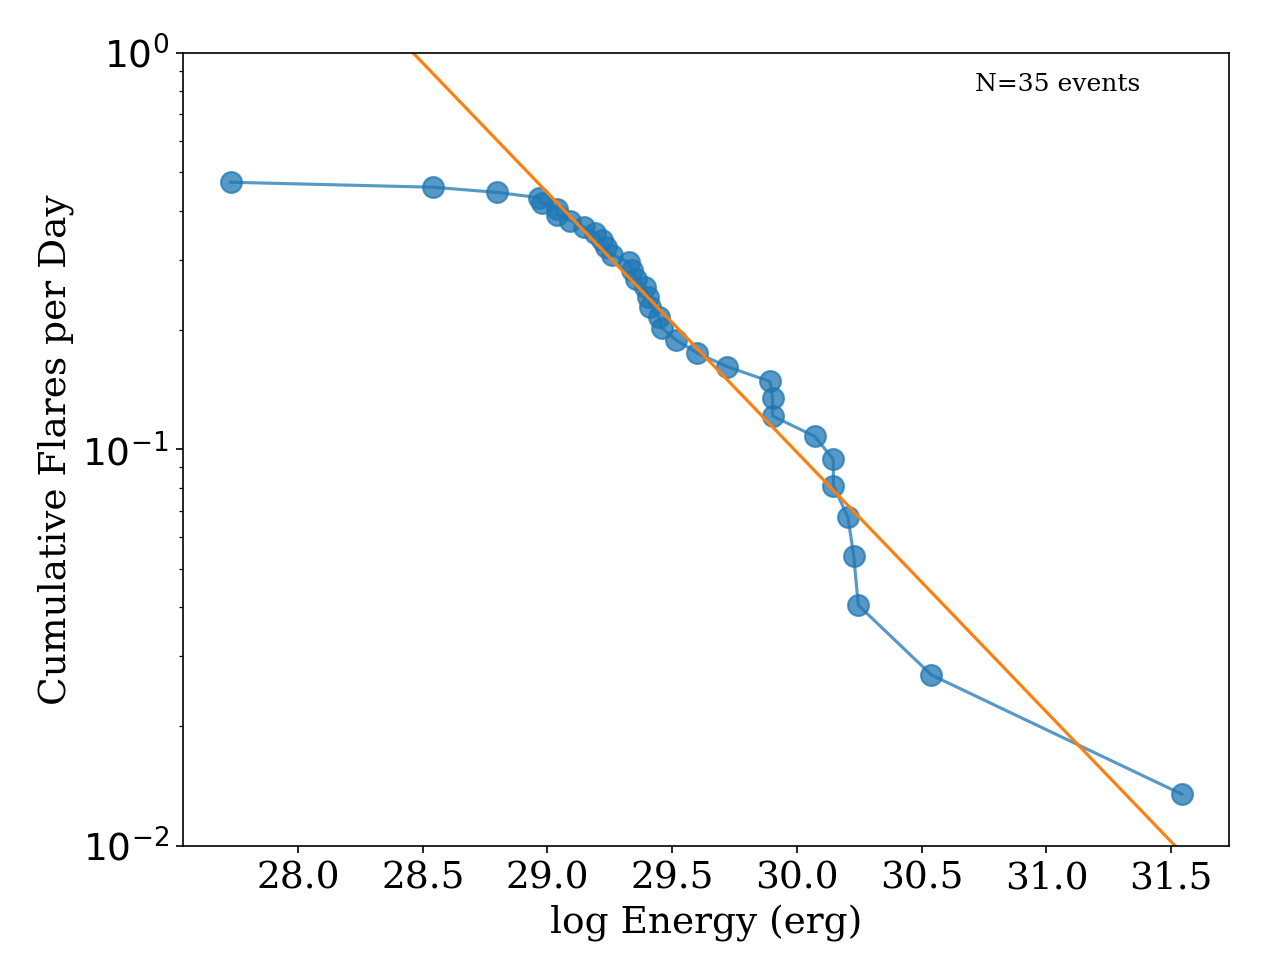 N=35 events
10^0
10^-1
10^-2
Cumulative Flares per Day
28.0 28.5 29.0 29.5 30.0 30.5 31.0 31.5
log Energy (erg)